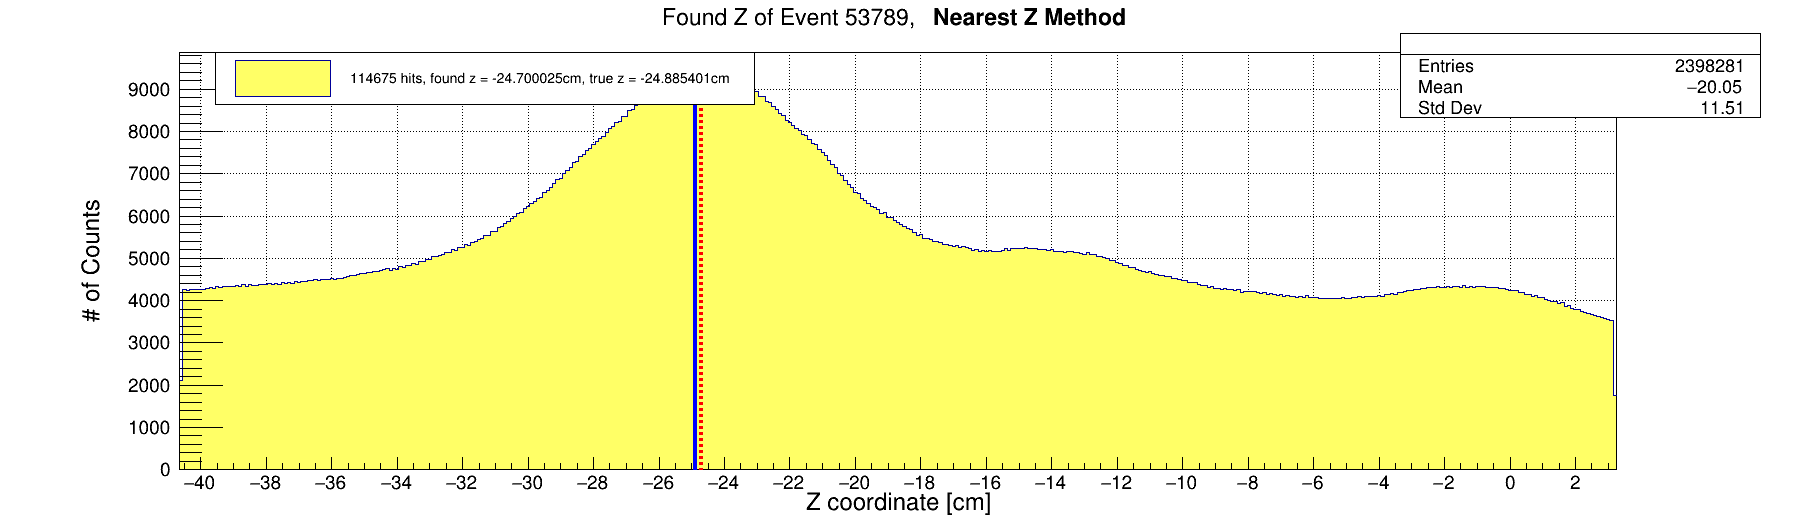 Found Z of Event 53789, Nearest Z Method
114675 hits, found z = -24.700025cm, true z = -24.885401cm
Entries 2398281
Mean −20.05
Std Dev 11.51
# of Counts
9000
8000
7000
6000
5000
4000
3000
2000
1000
0
−40 −38 −36 −34 −32 −30 −28 −26 −24 −22 −20 −18 −16 −14 −12 −10 −8 −6 −4 −2 0 2
Z coordinate [cm]